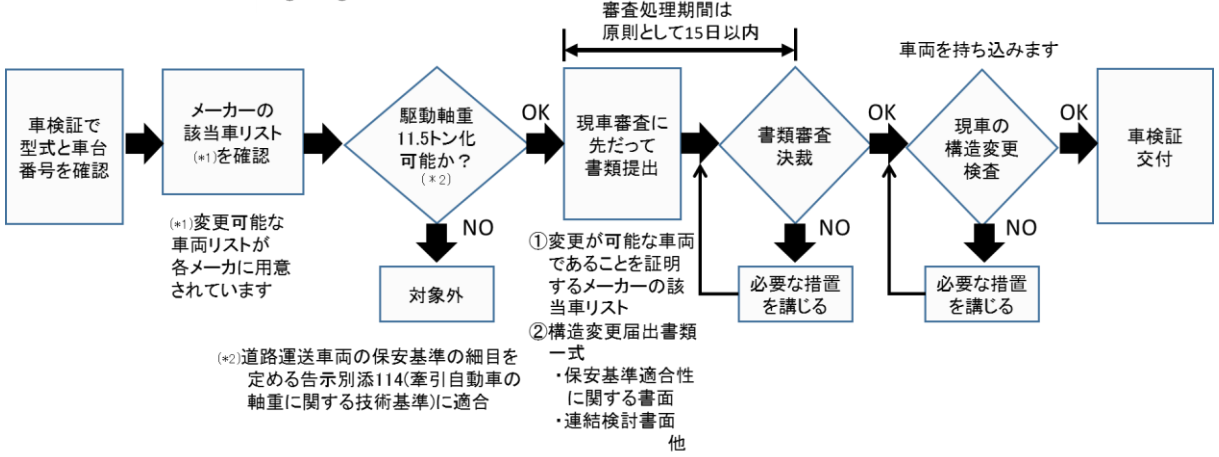 審査処理期間は
原則として15日以内
車両を持ち込みます
車検証で
型式と車台
番号を確認
メーカーの
該当車リスト
(*1)を確認
(*1)変更可能な
車両リストが
各メーカに用意
されています
駆動軸重
11.5トン化
可能か？
(*2)
OK
NO
対象外
(*2)道路運送車両の保安基準の細目を
定める告示別添114(牽引自動車の
軸重に関する技術基準)に適合
現車審査に
先だって
書類提出
①変更が可能な車両
であることを証明
するメーカーの該
当車リスト
②構造変更届出書類
一式
・保安基準適合性
に関する書面
・連結検討書面
他
書類審査
決裁
OK
NO
必要な措置
を講じる
現車の
構造変更
検査
OK
NO
必要な措置
を講じる
車検証
交付